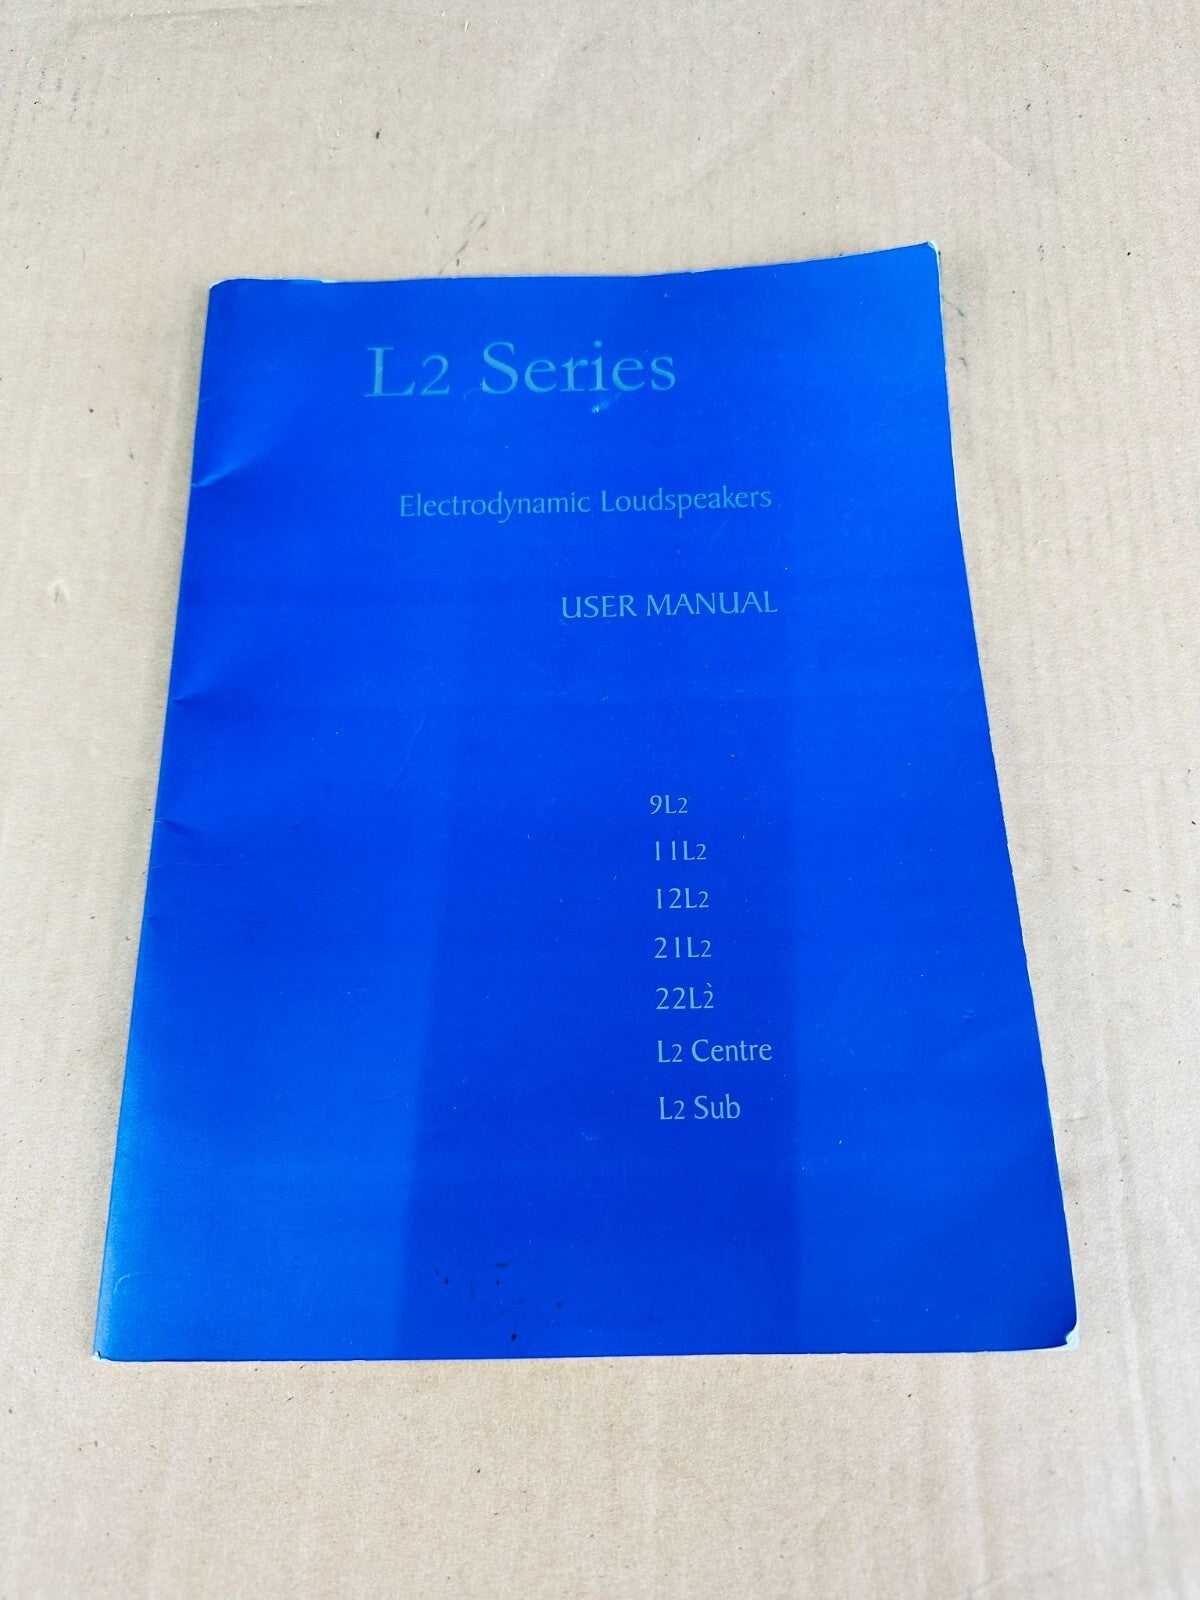 L2 Series
Electrodynamic Loudspeakers
USER MANUAL
9L2
11L2
12L2
21L2
22L2
L2 Centre
L2 Sub